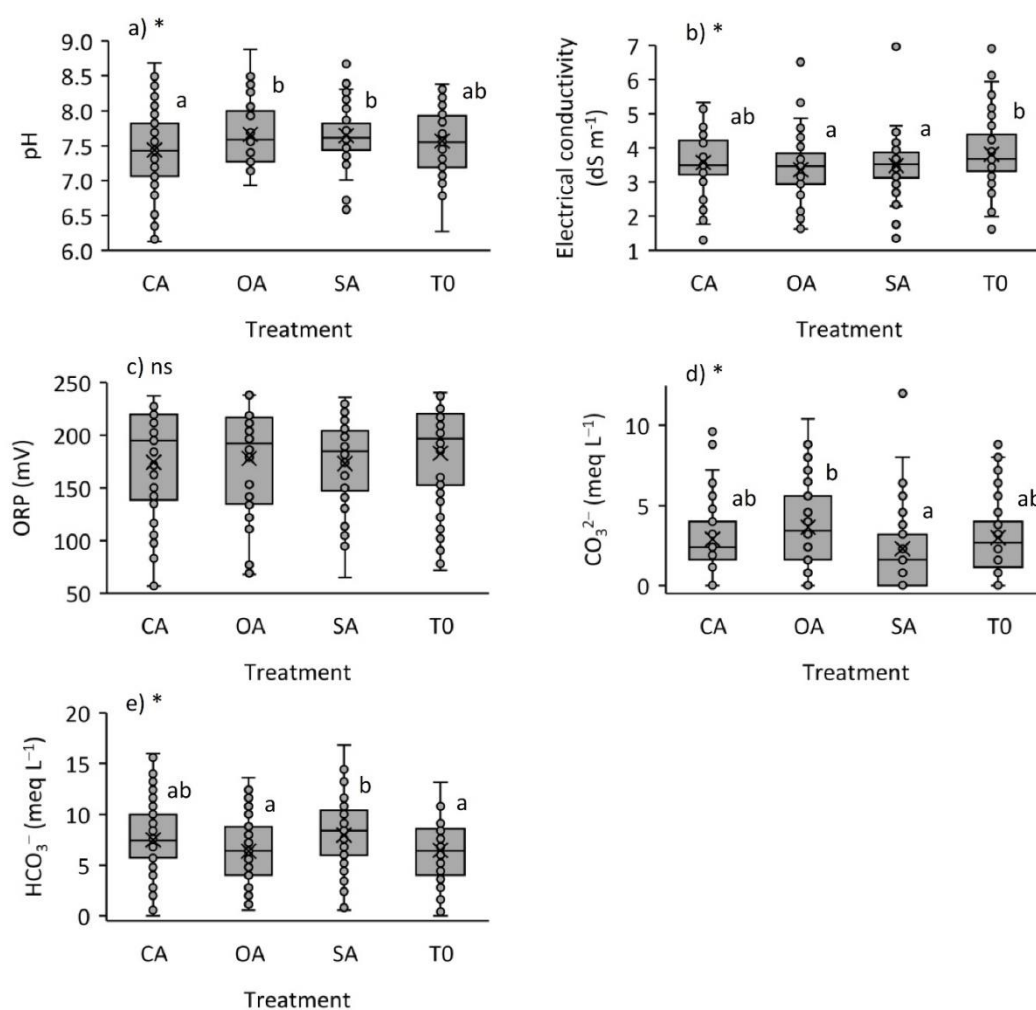 a) *
pH
9.0
8.5
8.0
7.5
7.0
6.5
6.0
a
b
b
ab
CA OA SA T0
Treatment
b) *
Electrical conductivity
(dS m⁻¹)
7
6
5
4
3
2
1
ab
a
a
b
CA OA SA T0
Treatment
c) ns
ORP (mV)
250
200
150
100
50
CA OA SA T0
Treatment
d) *
CO₃²⁻ (meq L⁻¹)
10
5
0
ab
b
a
ab
CA OA SA T0
Treatment
e) *
HCO₃⁻ (meq L⁻¹)
20
15
10
5
0
ab
a
b
a
CA OA SA T0
Treatment